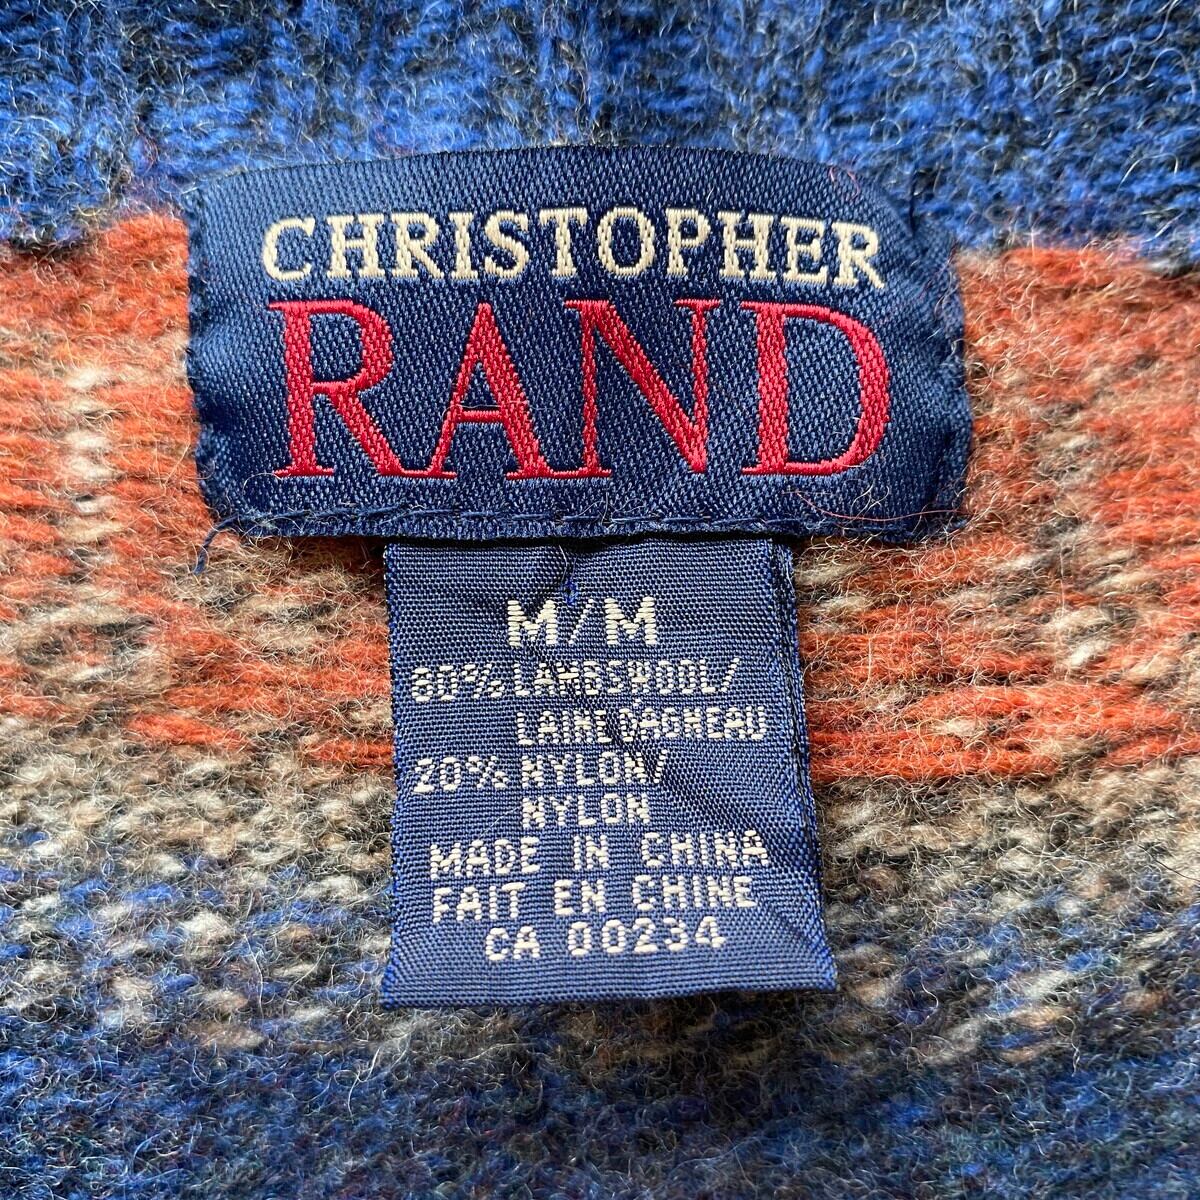 CHRISTOPHER
RAND
M/M
80% LAMBSWOOL/
LAINE D'AGNEAU
20% NYLON/
NYLON
MADE IN CHINA
FAIT EN CHINE
CA 00234